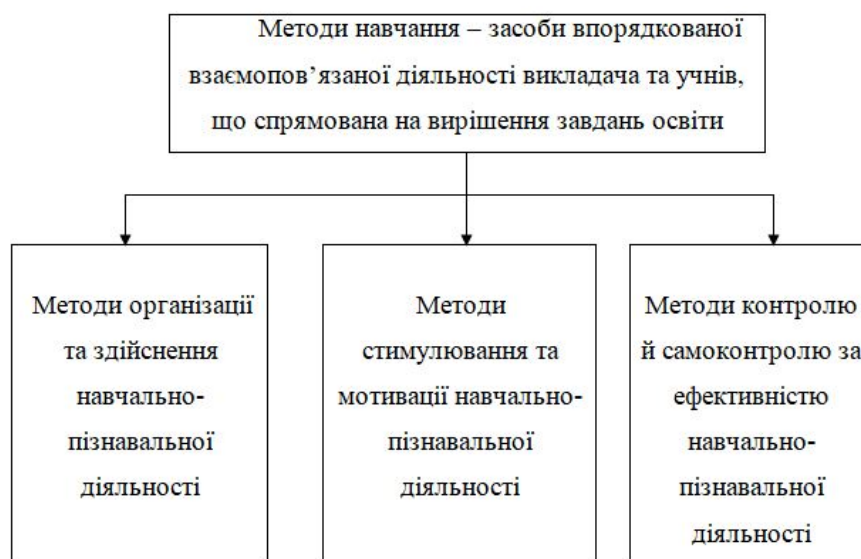 Методи навчання – засоби впорядкованої
взаємопов’язаної діяльності викладача та учнів,
що спрямована на вирішення завдань освіти
Методи організації
та здійснення
навчально-
пізнавальної
діяльності
Методи
стимулювання та
мотивації навчально-
пізнавальної
діяльності
Методи контролю
й самоконтролю за
ефективністю
навчально-
пізнавальної
діяльності